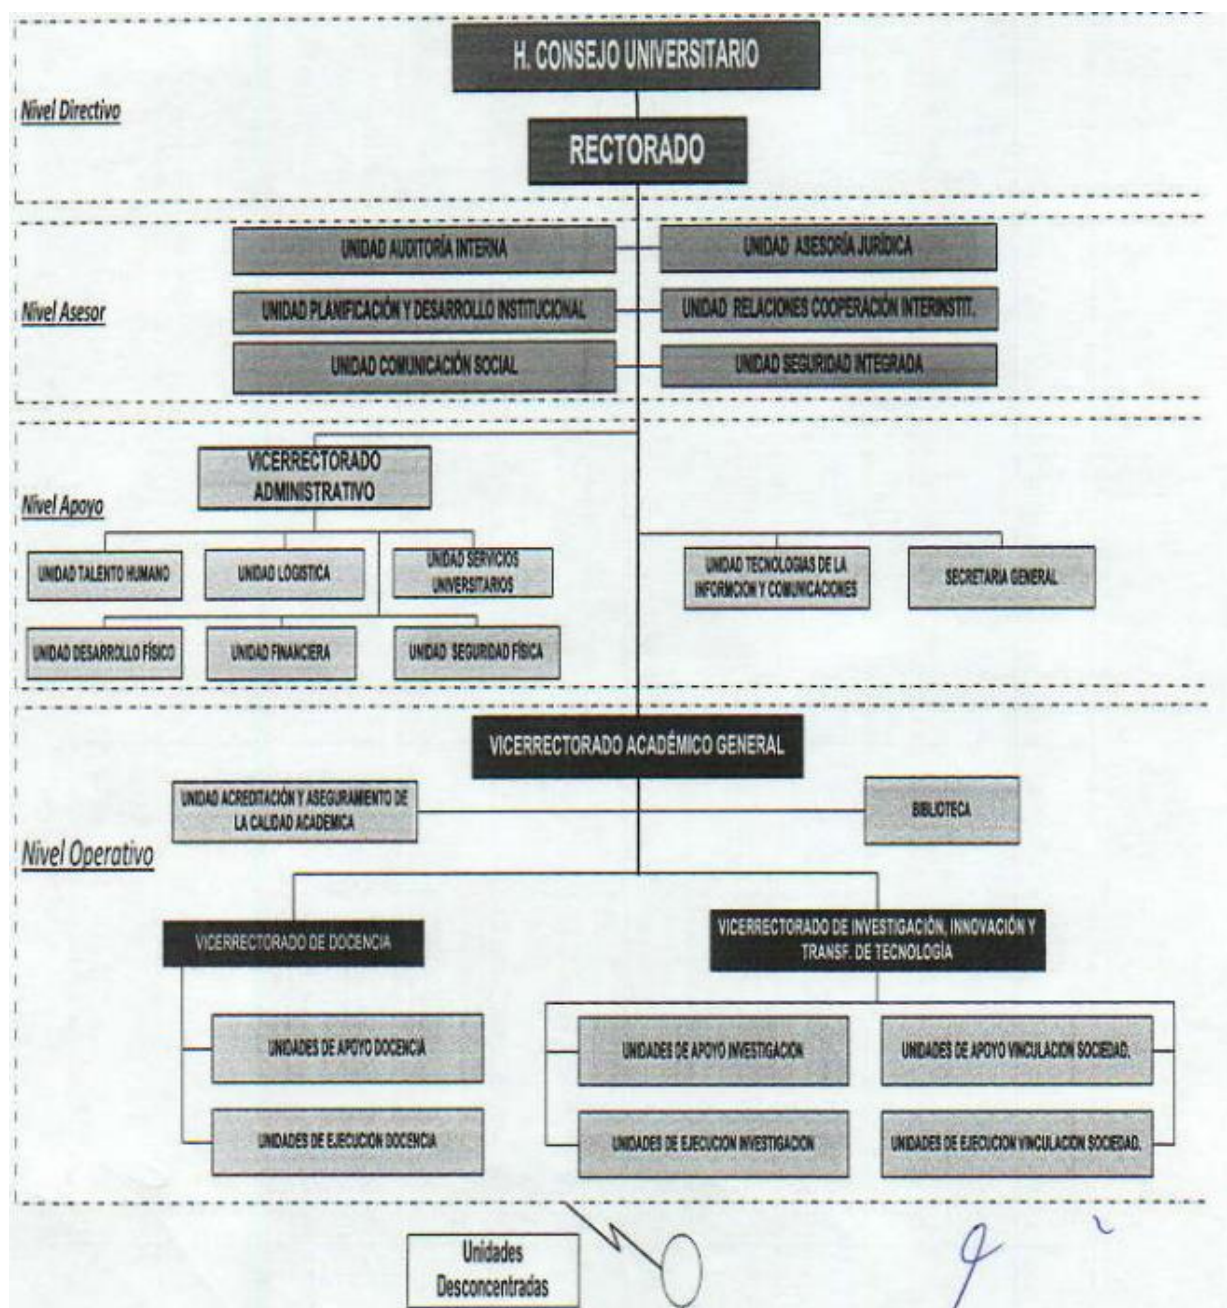 H. CONSEJO UNIVERSITARIO
Nivel Directivo
RECTORADO
UNIDAD AUDITORÍA INTERNA
UNIDAD ASESORÍA JURÍDICA
Nivel Asesor
UNIDAD PLANIFICACIÓN Y DESARROLLO INSTITUCIONAL
UNIDAD RELACIONES COOPERACIÓN INTERINSTIT.
UNIDAD COMUNICACIÓN SOCIAL
UNIDAD SEGURIDAD INTEGRADA
VICERRECTORADO
ADMINISTRATIVO
Nivel Apoyo
UNIDAD TALENTO HUMANO
UNIDAD LOGISTICA
UNIDAD SERVICIOS
UNIVERSITARIOS
UNIDAD TECNOLOGIAS DE LA
INFORMCION Y COMUNICACIONES
SECRETARIA GENERAL
UNIDAD DESARROLLO FÍSICO
UNIDAD FINANCIERA
UNIDAD SEGURIDAD FÍSICA
VICERRECTORADO ACADÉMICO GENERAL
UNIDAD ACREDITACIÓN Y ASEGURAMIENTO DE
LA CALIDAD ACADEMICA
BIBLIOTECA
Nivel Operativo
VICERRECTORADO DE DOCENCIA
VICERRECTORADO DE INVESTIGACIÓN, INNOVACIÓN Y
TRANSF. DE TECNOLOGÍA
UNIDADES DE APOYO DOCENCIA
UNIDADES DE APOYO INVESTIGACION
UNIDADES DE APOYO VINCULACION SOCIEDAD.
UNIDADES DE EJECUCION DOCENCIA
UNIDADES DE EJECUCION INVESTIGACION
UNIDADES DE EJECUCION VINCULACION SOCIEDAD.
Unidades
Desconcentradas